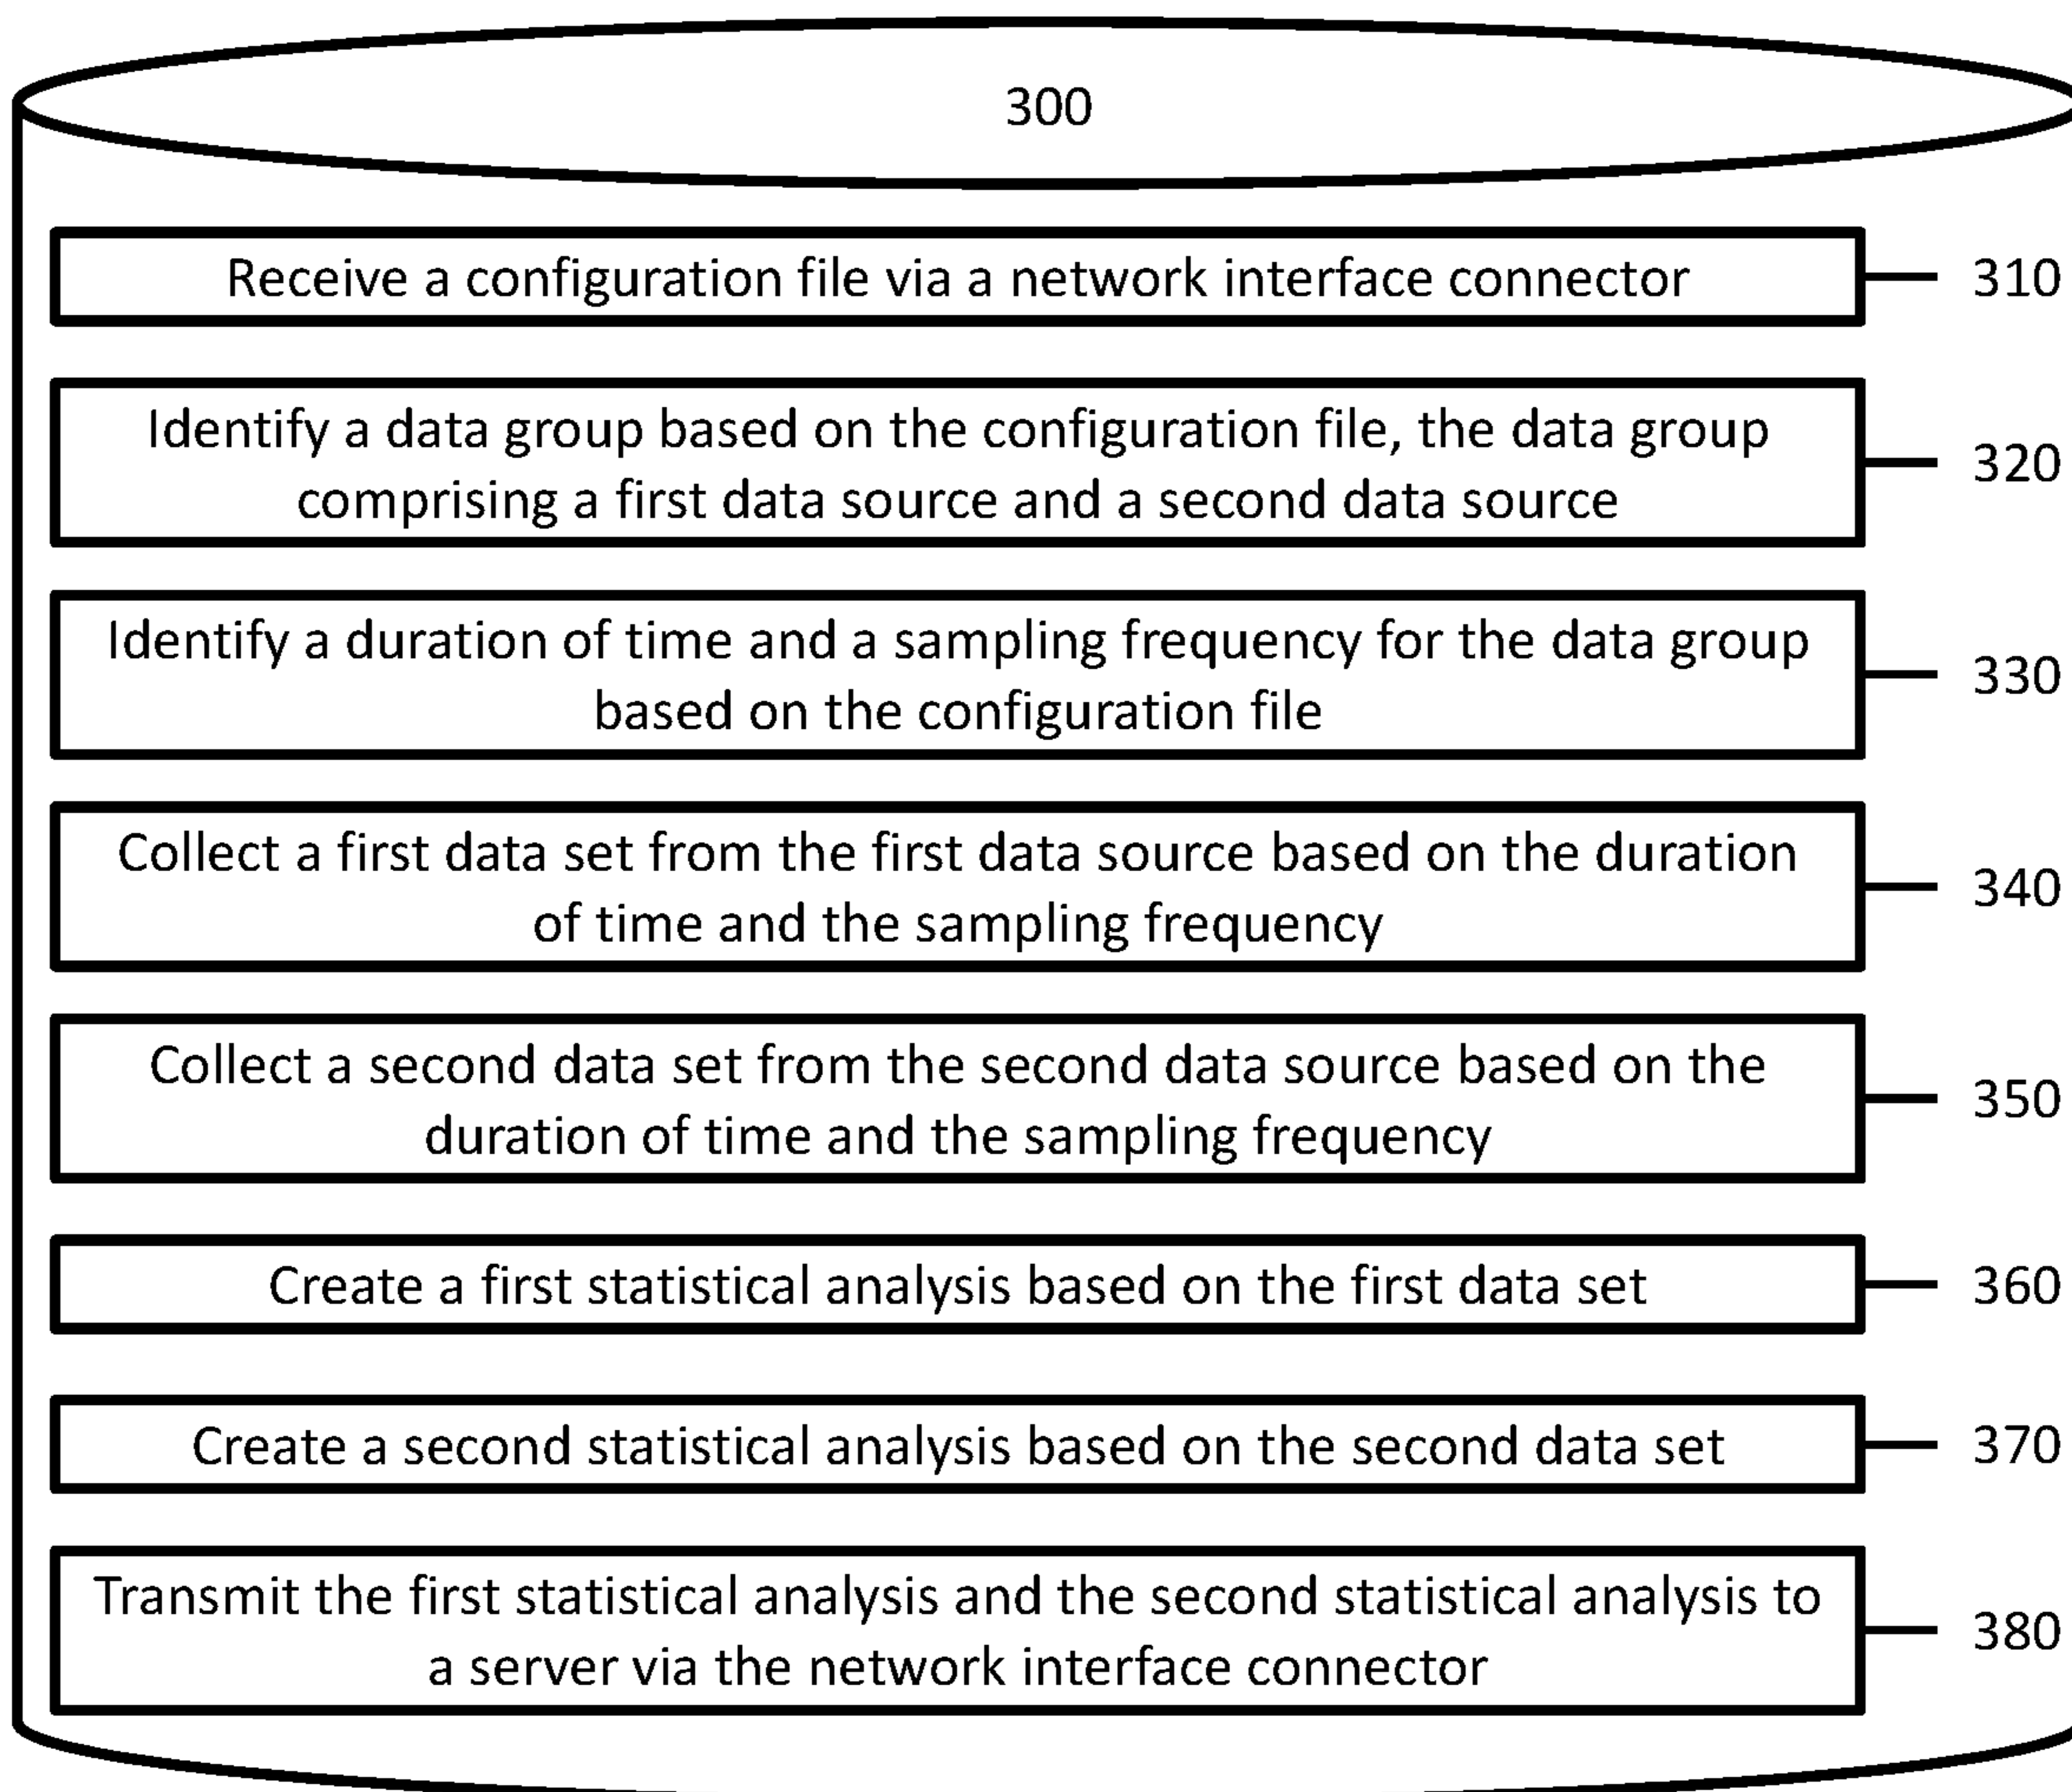 300
Receive a configuration file via a network interface connector
310
Identify a data group based on the configuration file, the data group
comprising a first data source and a second data source
320
Identify a duration of time and a sampling frequency for the data group
based on the configuration file
330
Collect a first data set from the first data source based on the duration
of time and the sampling frequency
340
Collect a second data set from the second data source based on the
duration of time and the sampling frequency
350
Create a first statistical analysis based on the first data set
360
Create a second statistical analysis based on the second data set
370
Transmit the first statistical analysis and the second statistical analysis to
a server via the network interface connector
380